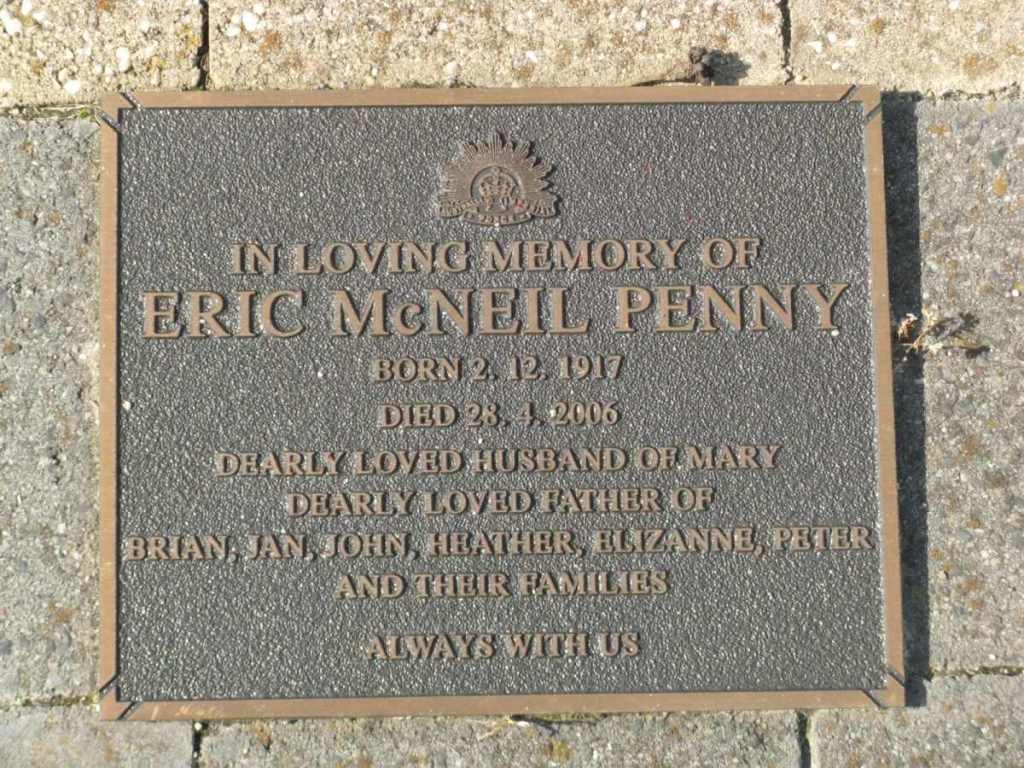 IN LOVING MEMORY OF
ERIC McNEIL PENNY
BORN 2. 12. 1917
DIED 28. 4. 2006
DEARLY LOVED HUSBAND OF MARY
DEARLY LOVED FATHER OF
BRIAN, JAN, JOHN, HEATHER, ELIZANNE, PETER
AND THEIR FAMILIES
ALWAYS WITH US